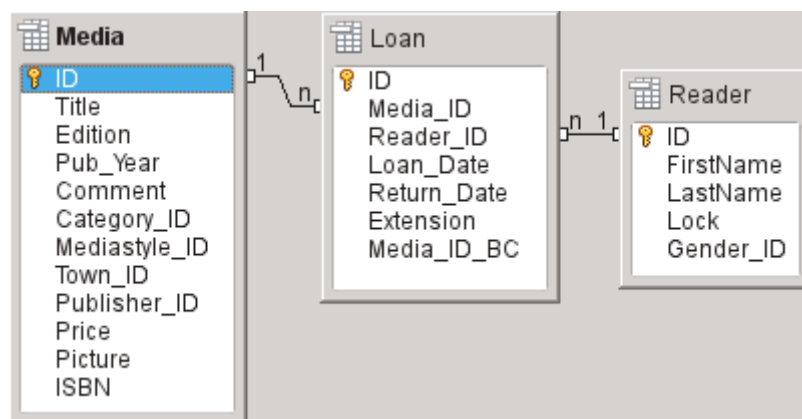 Media
ID
Title
Edition
Pub_Year
Comment
Category_ID
Mediastyle_ID
Town_ID
Publisher_ID
Price
Picture
ISBN
1
n
Loan
ID
Media_ID
Reader_ID
Loan_Date
Return_Date
Extension
Media_ID_BC
n 1
Reader
ID
FirstName
LastName
Lock
Gender_ID